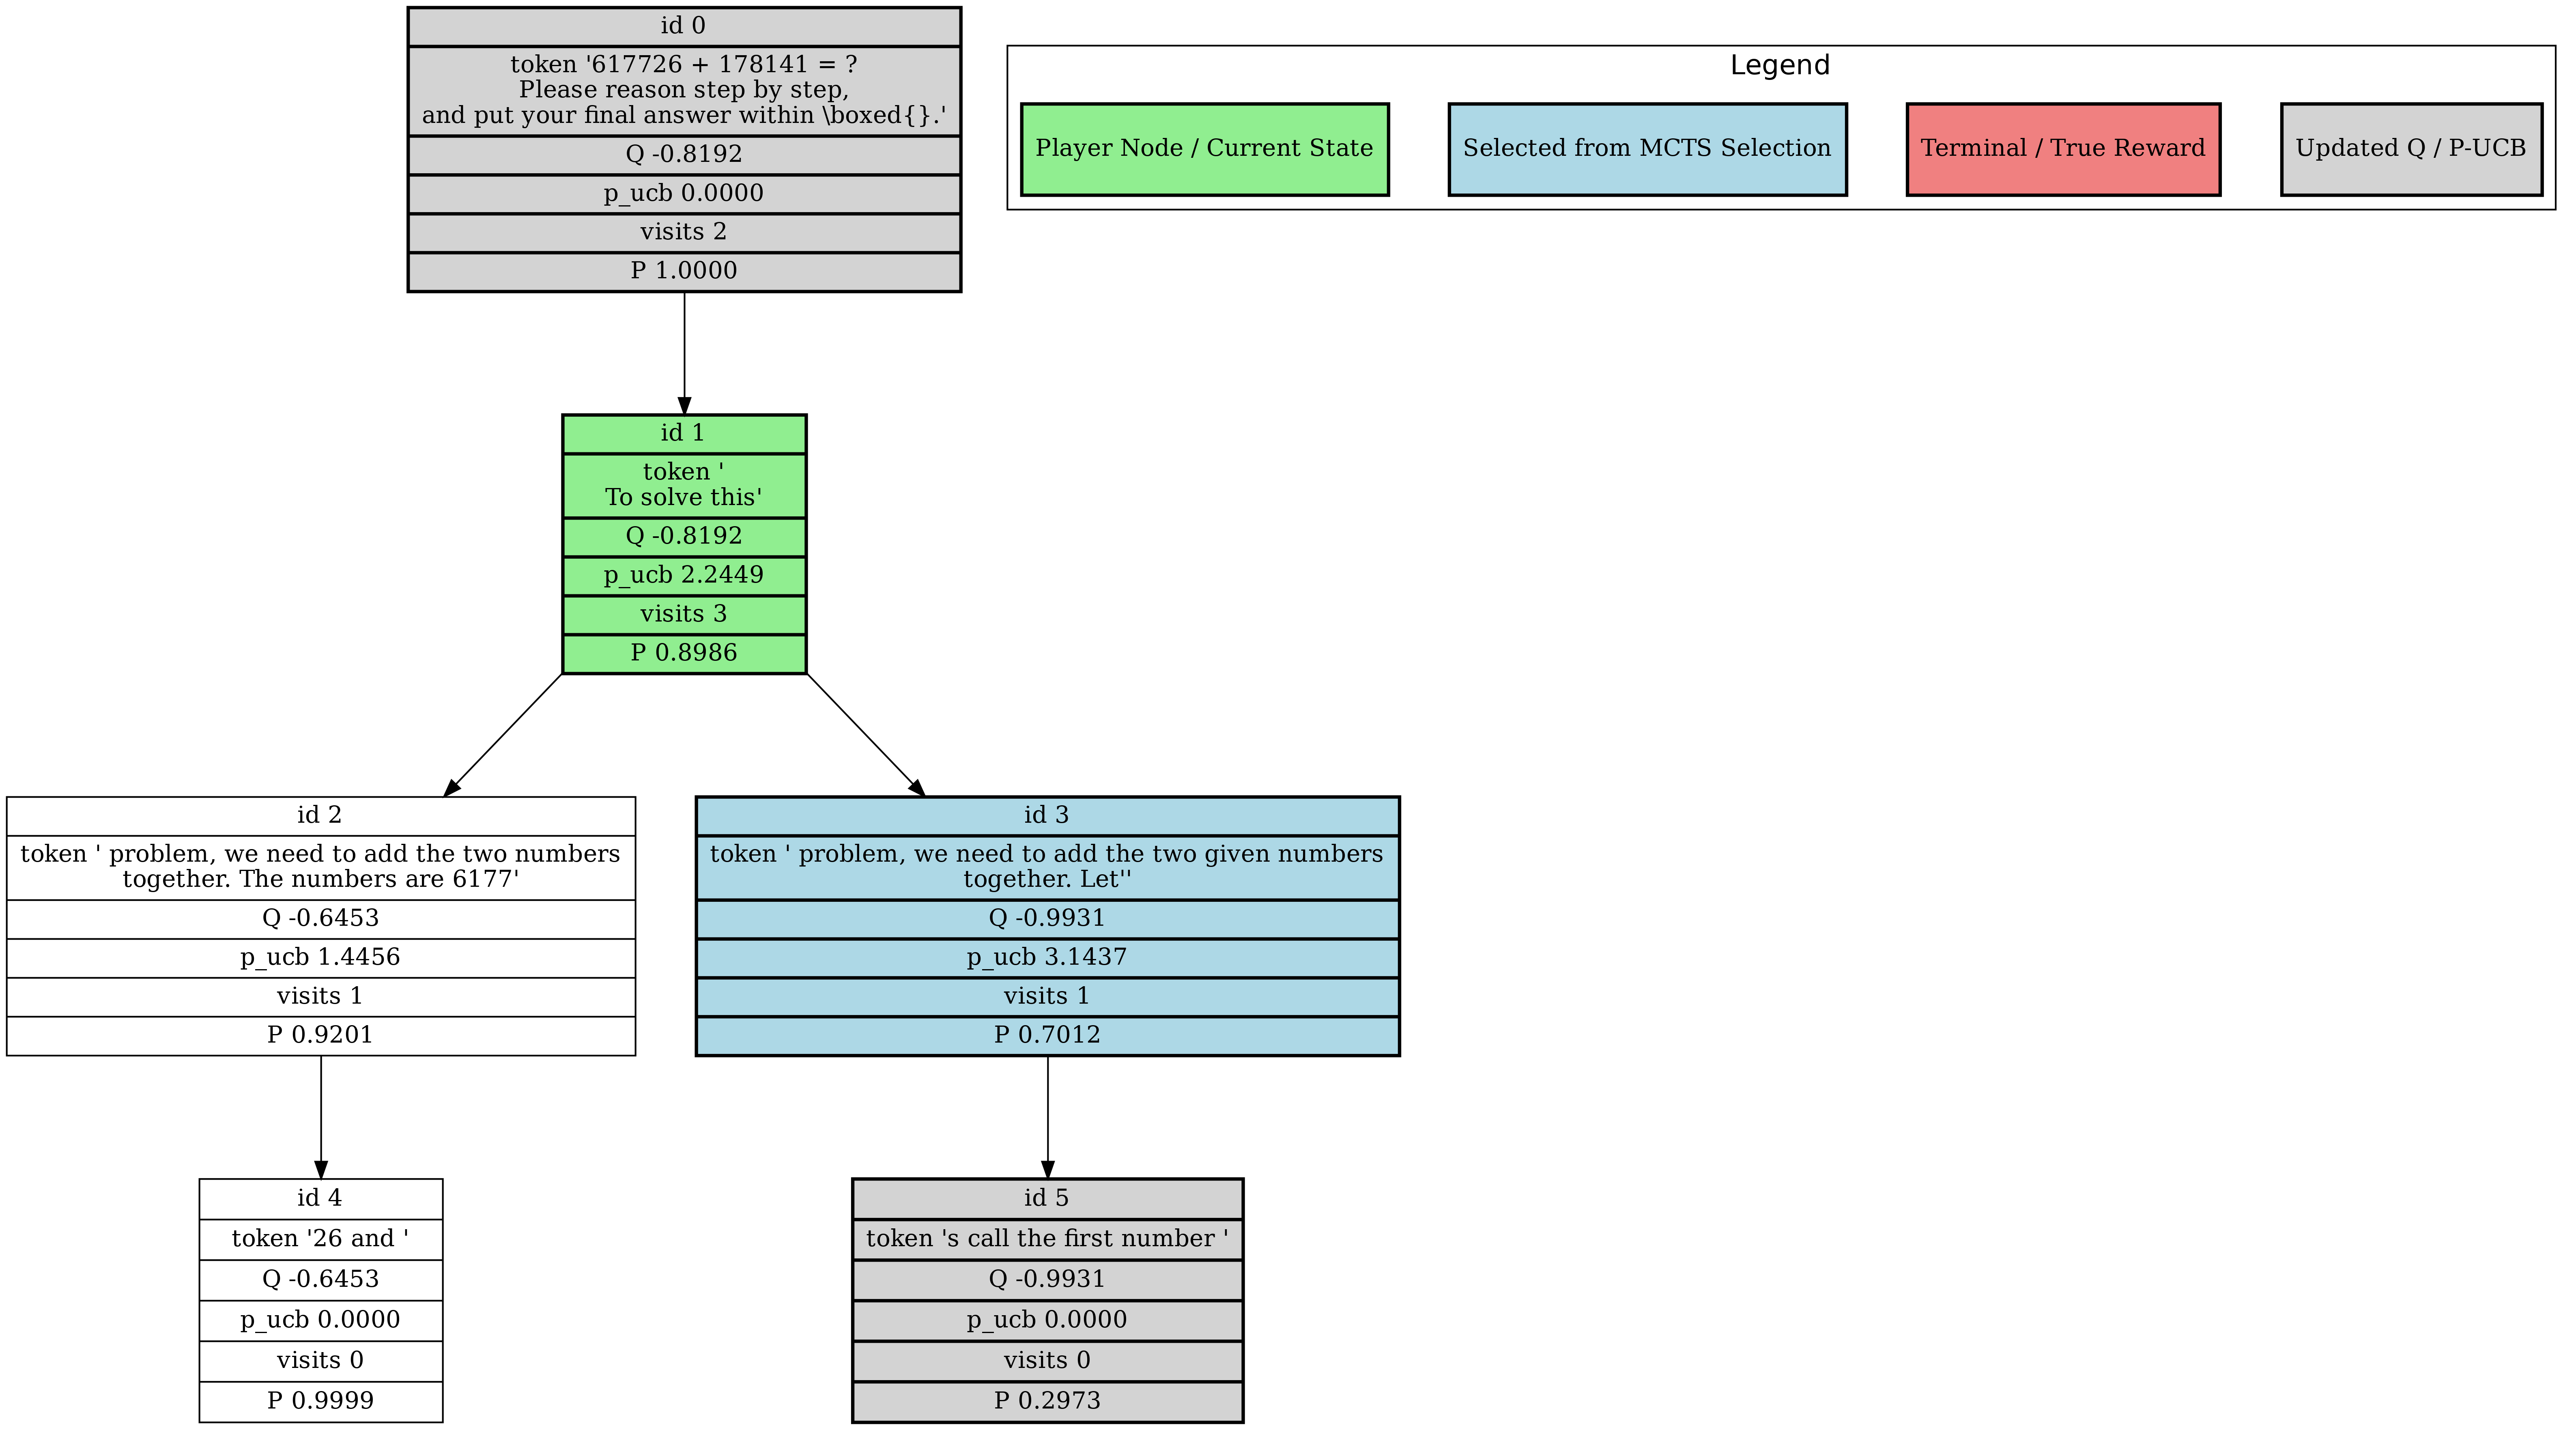 id 0
token '617726 + 178141 = ?
Please reason step by step,
and put your final answer within \boxed{}.'
Q -0.8192
p_ucb 0.0000
visits 2
P 1.0000
Legend
Player Node / Current State
Selected from MCTS Selection
Terminal / True Reward
Updated Q / P-UCB
id 1
token '
To solve this'
Q -0.8192
p_ucb 2.2449
visits 3
P 0.8986
id 2
token ' problem, we need to add the two numbers
together. The numbers are 6177'
Q -0.6453
p_ucb 1.4456
visits 1
P 0.9201
id 3
token ' problem, we need to add the two given numbers
together. Let''
Q -0.9931
p_ucb 3.1437
visits 1
P 0.7012
id 4
token '26 and '
Q -0.6453
p_ucb 0.0000
visits 0
P 0.9999
id 5
token 's call the first number '
Q -0.9931
p_ucb 0.0000
visits 0
P 0.2973